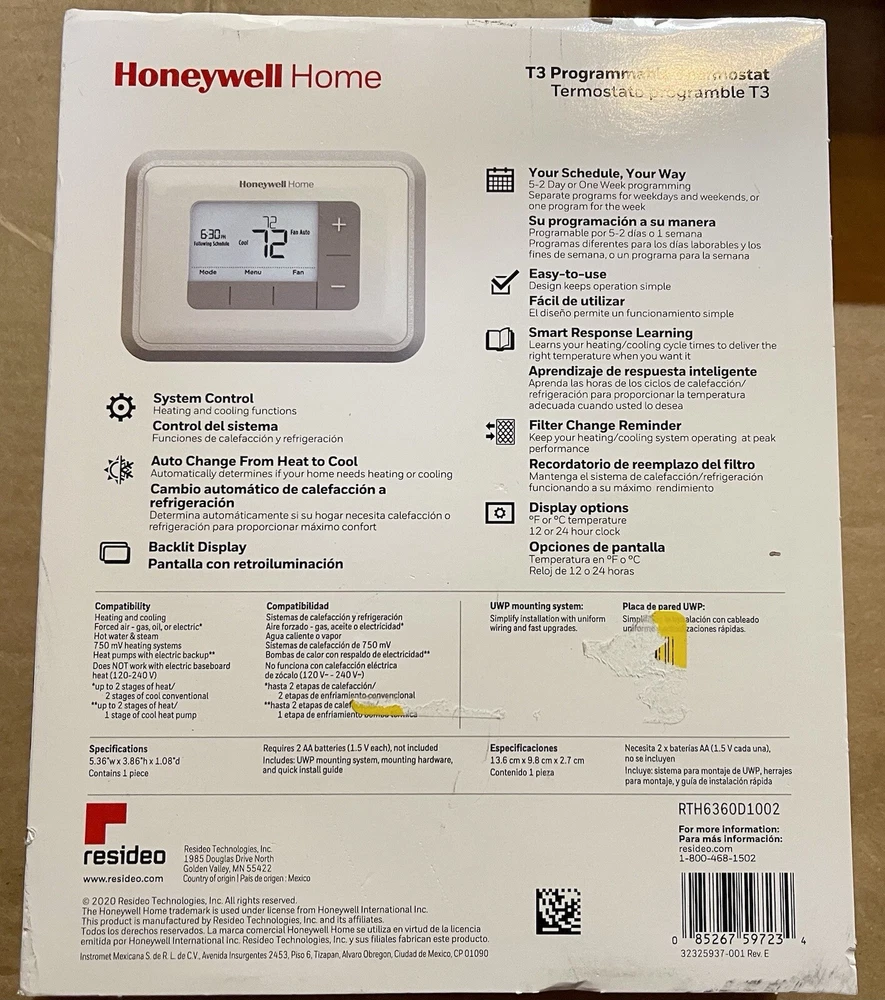 Honeywell Home
T3 Programmable Thermostat
Termostato programble T3
Honeywell Home
6:30 PM
Following Schedule
Cool
72
72
Fan Auto
Mode Menu Fan
+
−
System Control
Heating and cooling functions
Control del sistema
Funciones de calefacción y refrigeración
Auto Change From Heat to Cool
Automatically determines if your home needs heating or cooling
Cambio automático de calefacción a
refrigeración
Determina automáticamente si su hogar necesita calefacción o
refrigeración para proporcionar máximo confort
Backlit Display
Pantalla con retroiluminación
Your Schedule, Your Way
5-2 Day or One Week programming
Separate programs for weekdays and weekends, or
one program for the week
Su programación a su manera
Programable por 5-2 días o 1 semana
Programas diferentes para los días laborables y los
fines de semana, o un programa para la semana
Easy-to-use
Design keeps operation simple
Fácil de utilizar
El diseño permite un funcionamiento simple
Smart Response Learning
Learns your heating/cooling cycle times to deliver the
right temperature when you want it
Aprendizaje de respuesta inteligente
Aprenda las horas de los ciclos de calefacción/
refrigeración para proporcionar la temperatura
adecuada cuando usted lo desea
Filter Change Reminder
Keep your heating/cooling system operating at peak
performance
Recordatorio de reemplazo del filtro
Mantenga el sistema de calefacción/refrigeración
funcionando a su máximo rendimiento
Display options
°F or °C temperature
12 or 24 hour clock
Opciones de pantalla
Temperatura en °F o °C
Reloj de 12 o 24 horas
Compatibility
Heating and cooling
Forced air - gas, oil, or electric*
Hot water & steam
750 mV heating systems
Heat pumps with electric backup**
Does NOT work with electric baseboard
heat (120-240 V)
*up to 2 stages of heat/
2 stages of cool conventional
**up to 2 stages of heat/
1 stage of cool heat pump
Compatibilidad
Sistemas de calefacción y refrigeración
Aire forzado - gas, aceite o electricidad*
Agua caliente o vapor
Sistemas de calefacción de 750 mV
Bombas de calor con respaldo de electricidad**
No funciona con calefacción eléctrica
de zócalo (120 V~ - 240 V~)
*hasta 2 etapas de calefacción/
2 etapas de enfriamiento convencional
**hasta 2 etapas de calef
1 etapa de enfriamiento bomba térmica
UWP mounting system:
Simplify installation with uniform
wiring and fast upgrades.
Placa de pared UWP:
alación con cableado
uniforme zaciones rápidas.
Specifications
5.36"w x 3.86"h x 1.08"d
Contains 1 piece
Requires 2 AA batteries (1.5 V each), not included
Includes: UWP mounting system, mounting hardware,
and quick install guide
Especificaciones
13.6 cm x 9.8 cm x 2.7 cm
Contenido 1 pieza
Necesita 2 x baterías AA (1.5 V cada una),
no se incluyen
Incluye: sistema para montaje de UWP, herrajes
para montaje, y guía de instalación rápida
resideo
www.resideo.com
Resideo Technologies, Inc.
1985 Douglas Drive North
Golden Valley, MN 55422
Country of origin | País de origen : Mexico
RTH6360D1002
For more information:
Para más información:
resideo.com
1-800-468-1502
© 2020 Resideo Technologies, Inc. All rights reserved.
The Honeywell Home trademark is used under license from Honeywell International Inc.
This product is manufactured by Resideo Technologies, Inc. and its affiliates.
Todos los derechos reservados. La marca comercial Honeywell Home se utiliza en virtud de la licencia
emitida por Honeywell International Inc. Resideo Technologies, Inc. y sus filiales fabrican este producto.
Instromet Mexicana S. de R. L. de C.V., Avenida Insurgentes 2453, Piso 6, Tizapan, Alvaro Obregon, Ciudad de Mexico, CP 01090
0 85267 59723 4
32325937-001 Rev. E